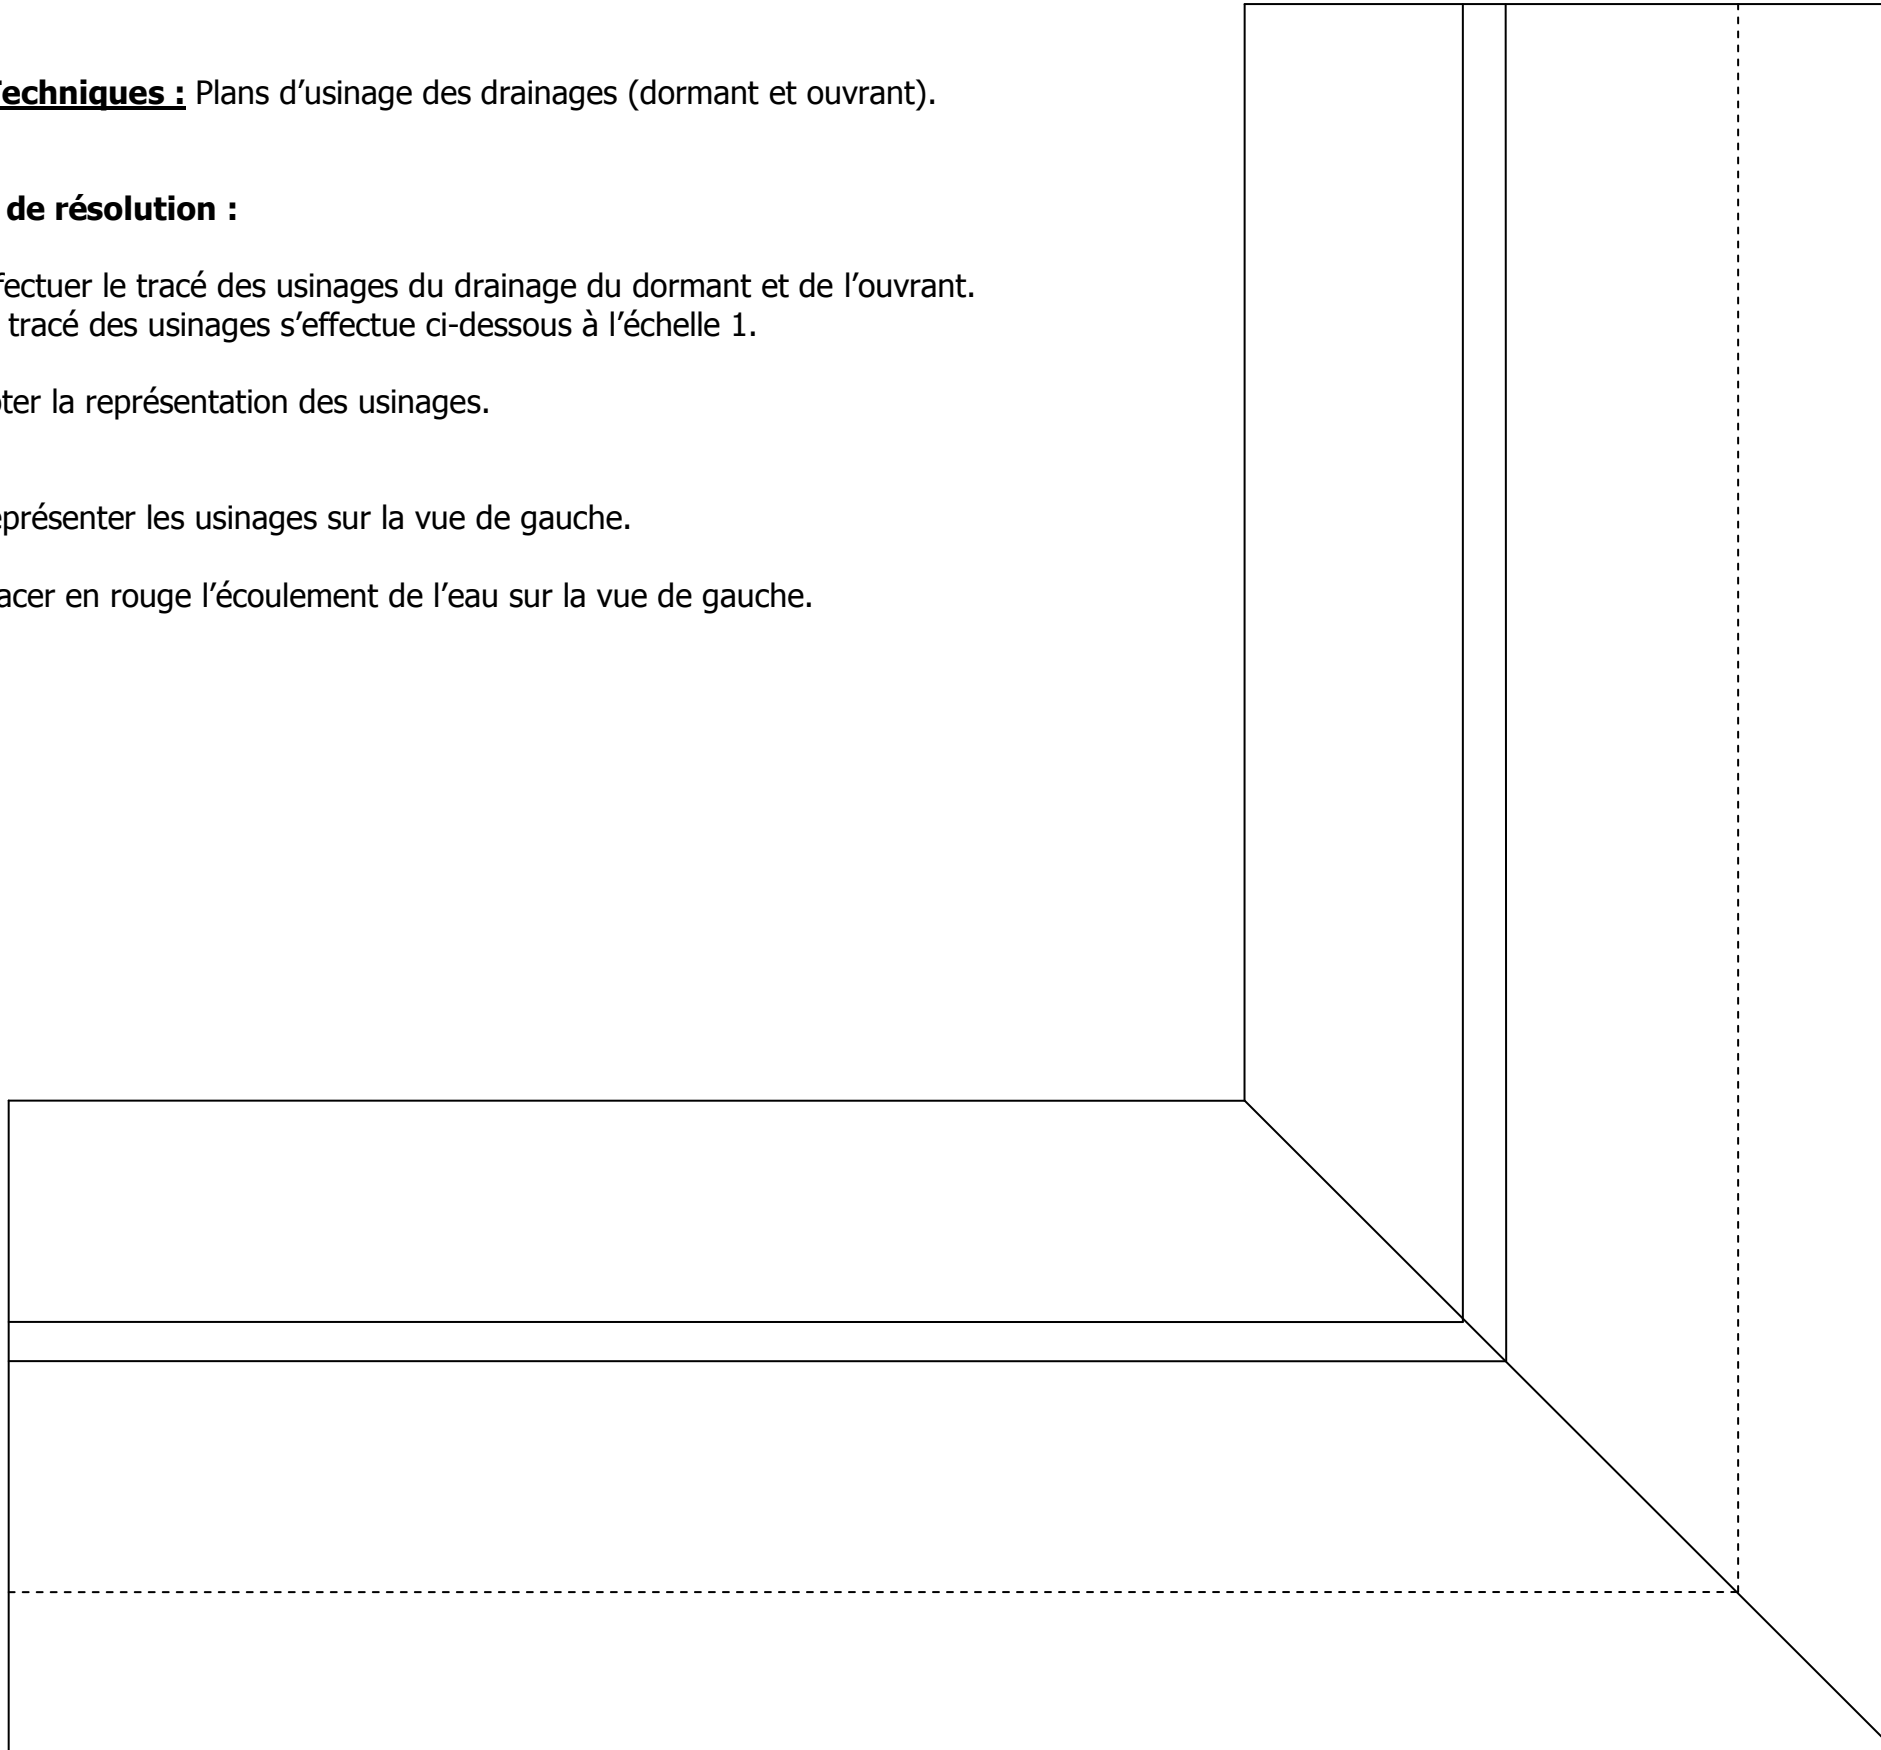 Techniques : Plans d’usinage des drainages (dormant et ouvrant).
de résolution :
fectuer le tracé des usinages du drainage du dormant et de l’ouvrant.
tracé des usinages s’effectue ci-dessous à l’échelle 1.
oter la représentation des usinages.
eprésenter les usinages sur la vue de gauche.
acer en rouge l’écoulement de l’eau sur la vue de gauche.